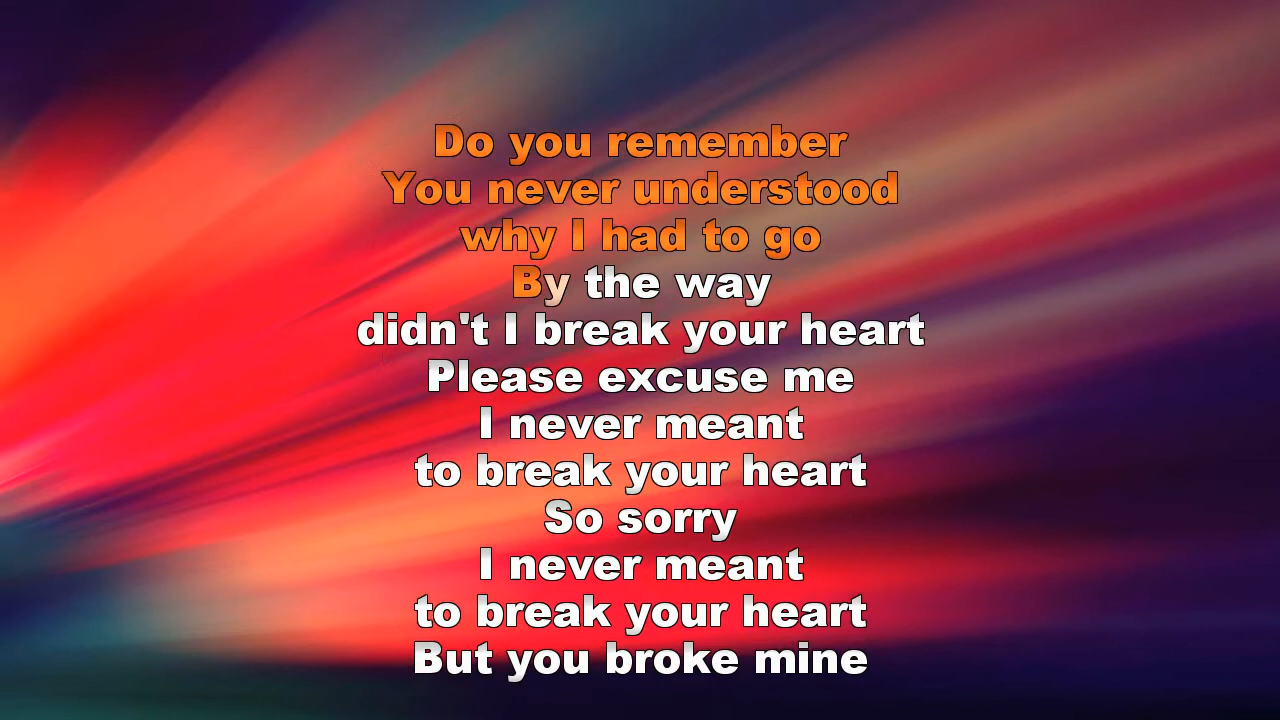 Do you remember
You never understood
why I had to go
By the way
didn't I break your heart
Please excuse me
I never meant
to break your heart
So sorry
I never meant
to break your heart
But you broke mine